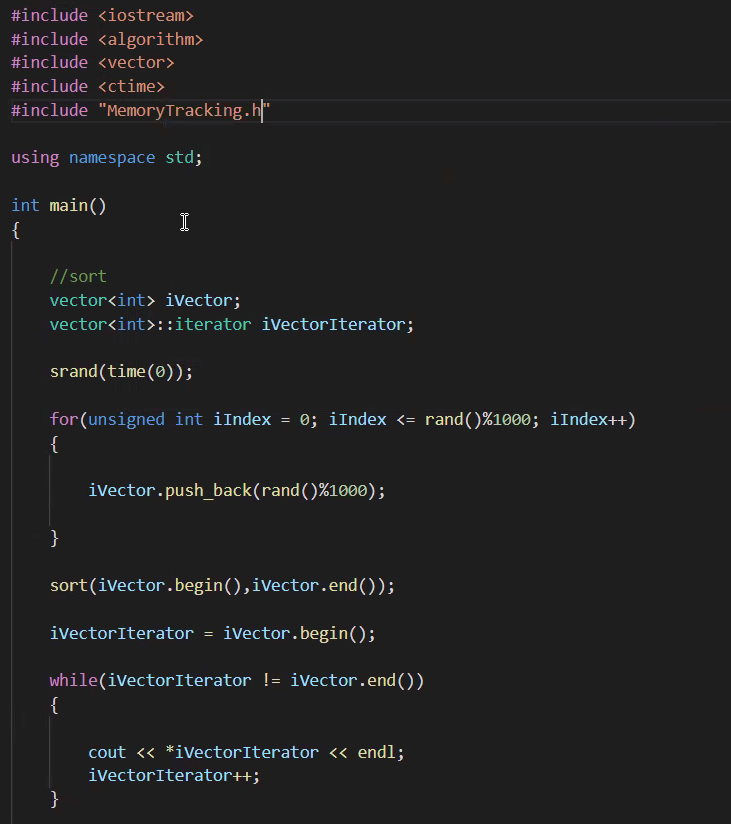 #include <iostream>
#include <algorithm>
#include <vector>
#include <ctime>
#include "MemoryTracking.h"
using namespace std;
int main()
{
//sort
vector<int> iVector;
vector<int>::iterator iVectorIterator;
srand(time(0));
for(unsigned int iIndex = 0; iIndex <= rand()%1000; iIndex++)
{
iVector.push_back(rand()%1000);
}
sort(iVector.begin(),iVector.end());
iVectorIterator = iVector.begin();
while(iVectorIterator != iVector.end())
{
cout << *iVectorIterator << endl;
iVectorIterator++;
}